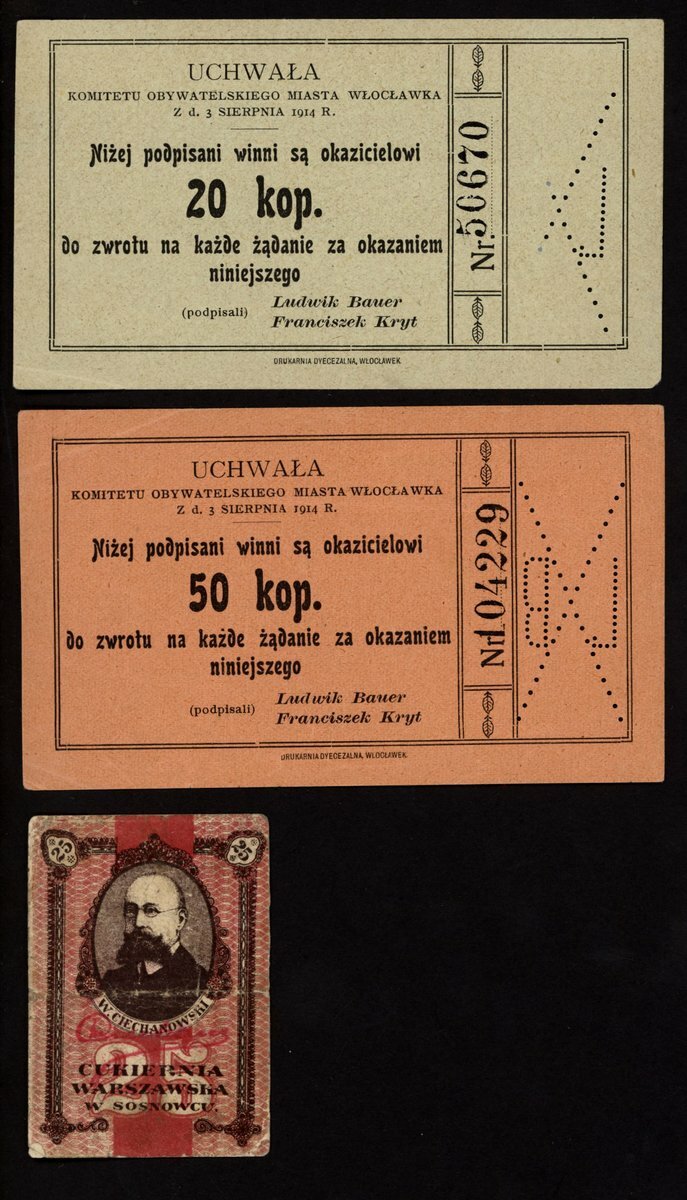 UCHWAŁA
KOMITETU OBYWATELSKIEGO MIASTA WŁOCŁAWKA
Z d. 3 SIERPNIA 1914 R.
Niżej podpisani winni są okazicielowi
20 kop.
do zwrotu na każde żądanie za okazaniem
niniejszego
(podpisali) Ludwik Bauer
Franciszek Kryt
Nr. 50670
DRUKARNIA DYECEZALNA, WŁOCŁAWEK
UCHWAŁA
KOMITETU OBYWATELSKIEGO MIASTA WŁOCŁAWKA
Z d. 3 SIERPNIA 1914 R.
Niżej podpisani winni są okazicielowi
50 kop.
do zwrotu na każde żądanie za okazaniem
niniejszego
(podpisali) Ludwik Bauer
Franciszek Kryt
Nr 104229
DRUKARNIA DYECEZALNA, WŁOCŁAWEK.
25 25
W. CIECHANOWSKI
25
CUKIERNIA
WARSZAWSKA
W SOSNOWCU.